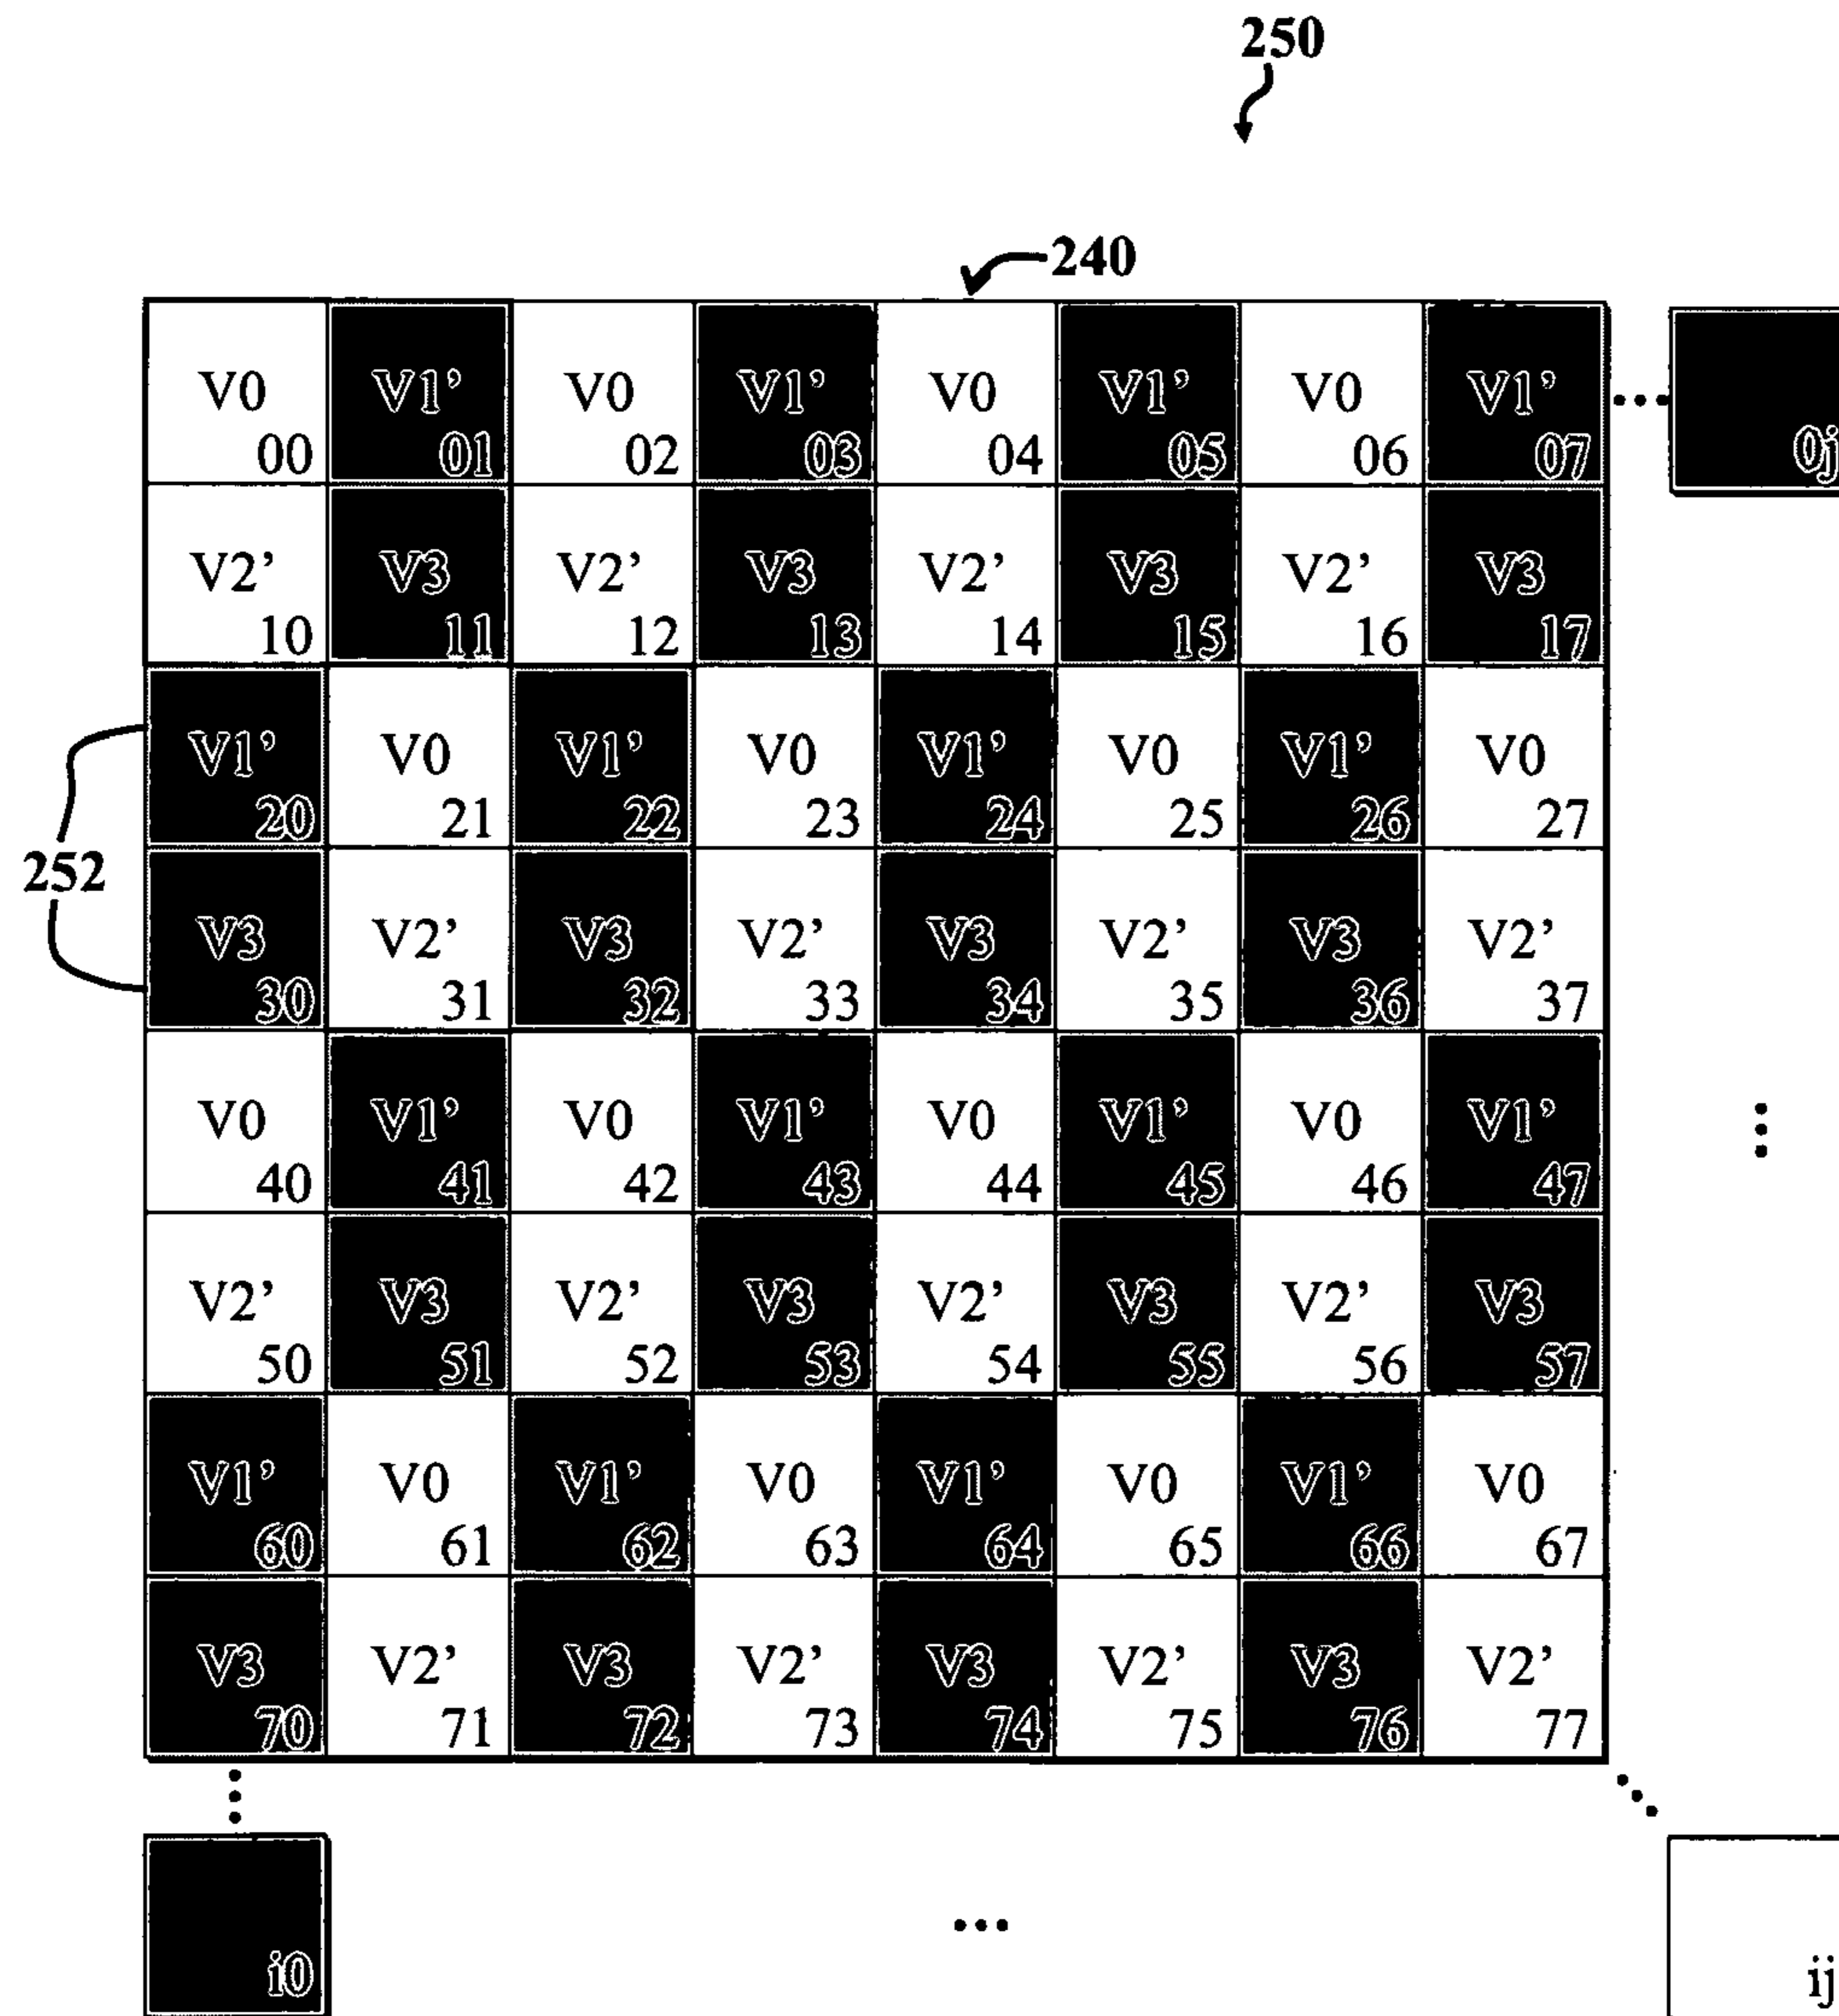 250
240
V0 V1' V0 V1' V0 V1' V0 V1'
00 01 02 03 04 05 06 07 ... 0j
V2' V3 V2' V3 V2' V3 V2' V3
10 11 12 13 14 15 16 17
V1' V0 V1' V0 V1' V0 V1' V0
20 21 22 23 24 25 26 27
252
V3 V2' V3 V2' V3 V2' V3 V2'
30 31 32 33 34 35 36 37
V0 V1' V0 V1' V0 V1' V0 V1'
40 41 42 43 44 45 46 47
V2' V3 V2' V3 V2' V3 V2' V3
50 51 52 53 54 55 56 57
V1' V0 V1' V0 V1' V0 V1' V0
60 61 62 63 64 65 66 67
V3 V2' V3 V2' V3 V2' V3 V2'
70 71 72 73 74 75 76 77
i0 ... ij